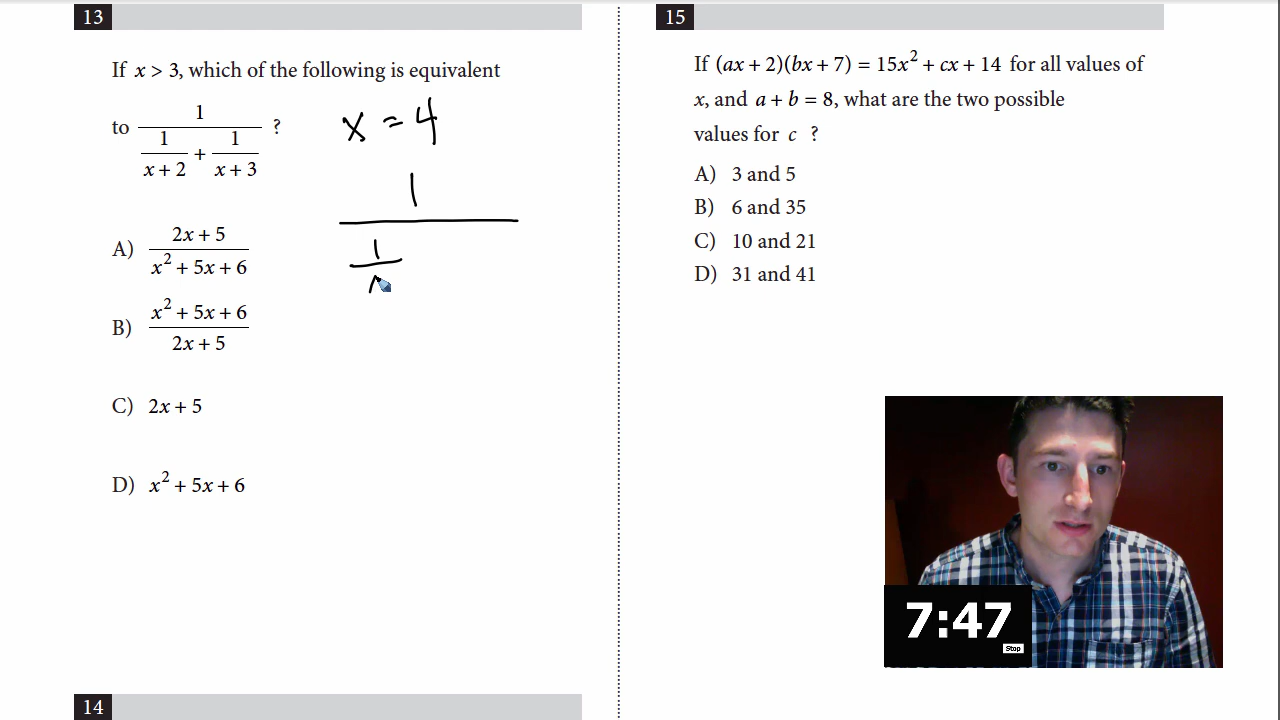 13
If x > 3, which of the following is equivalent
to 1 / (1/(x + 2) + 1/(x + 3)) ?
A) (2x + 5)/(x² + 5x + 6)
B) (x² + 5x + 6)/(2x + 5)
C) 2x + 5
D) x² + 5x + 6
x = 4
1
1
14
15
If (ax + 2)(bx + 7) = 15x² + cx + 14 for all values of
x, and a + b = 8, what are the two possible
values for c ?
A) 3 and 5
B) 6 and 35
C) 10 and 21
D) 31 and 41
7:47
Stop